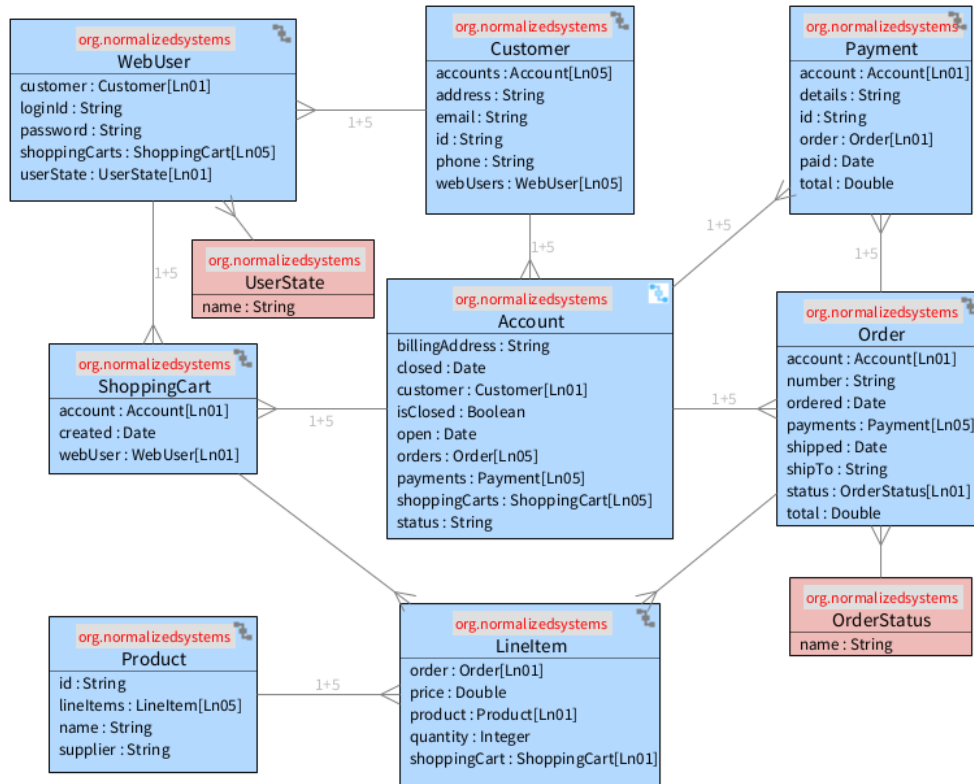 org.normalizedsystems
WebUser
customer : Customer[Ln01]
loginId : String
password : String
shoppingCarts : ShoppingCart[Ln05]
userState : UserState[Ln01]
1+5
org.normalizedsystems
Customer
accounts : Account[Ln05]
address : String
email : String
id : String
phone : String
webUsers : WebUser[Ln05]
org.normalizedsystems
Payment
account : Account[Ln01]
details : String
id : String
order : Order[Ln01]
paid : Date
total : Double
1+5
1+5
1+5
1+5
org.normalizedsystems
UserState
name : String
org.normalizedsystems
ShoppingCart
account : Account[Ln01]
created : Date
webUser : WebUser[Ln01]
1+5
org.normalizedsystems
Account
billingAddress : String
closed : Date
customer : Customer[Ln01]
isClosed : Boolean
open : Date
orders : Order[Ln05]
payments : Payment[Ln05]
shoppingCarts : ShoppingCart[Ln05]
status : String
1+5
org.normalizedsystems
Order
account : Account[Ln01]
number : String
ordered : Date
payments : Payment[Ln05]
shipped : Date
shipTo : String
status : OrderStatus[Ln01]
total : Double
org.normalizedsystems
OrderStatus
name : String
org.normalizedsystems
Product
id : String
lineItems : LineItem[Ln05]
name : String
supplier : String
1+5
org.normalizedsystems
LineItem
order : Order[Ln01]
price : Double
product : Product[Ln01]
quantity : Integer
shoppingCart : ShoppingCart[Ln01]